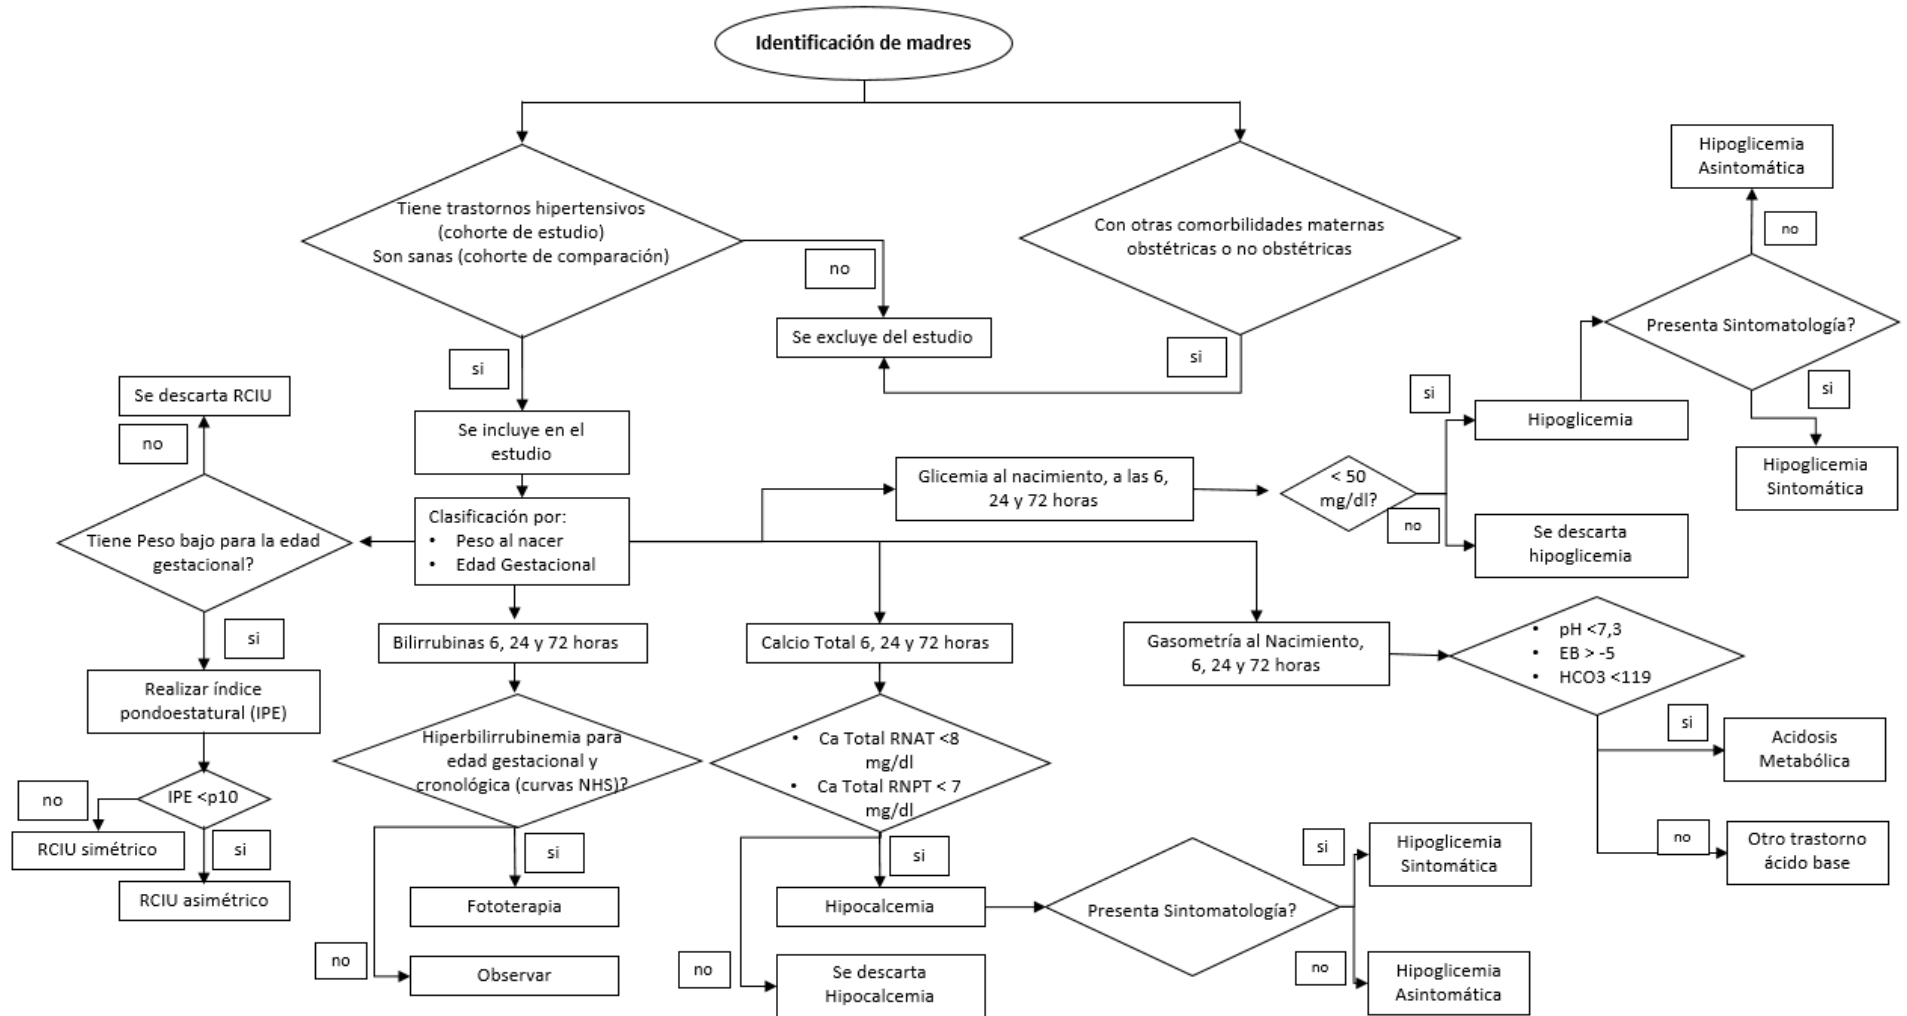 Identificación de madres
Tiene trastornos hipertensivos
(cohorte de estudio)
Son sanas (cohorte de comparación)
no
Con otras comorbilidades maternas
obstétricas o no obstétricas
Hipoglicemia
Asintomática
no
Presenta Sintomatología?
si
Hipoglicemia
Sintomática
Se excluye del estudio
si
si
Se descarta RCIU
no
Se incluye en el
estudio
si
Hipoglicemia
Glicemia al nacimiento, a las 6,
24 y 72 horas
< 50
mg/dl?
no
Se descarta
hipoglicemia
Clasificación por:
• Peso al nacer
• Edad Gestacional
Tiene Peso bajo para la edad
gestacional?
si
Realizar índice
pondoestatural (IPE)
IPE <p10
no
RCIU simétrico
si
RCIU asimétrico
Bilirrubinas 6, 24 y 72 horas
Hiperbilirrubinemia para
edad gestacional y
cronológica (curvas NHS)?
si
Fototerapia
no
Observar
Calcio Total 6, 24 y 72 horas
• Ca Total RNAT <8
mg/dl
• Ca Total RNPT < 7
mg/dl
si
Hipocalcemia
no
Se descarta
Hipocalcemia
Presenta Sintomatología?
si
Hipoglicemia
Sintomática
no
Hipoglicemia
Asintomática
Gasometría al Nacimiento,
6, 24 y 72 horas
• pH <7,3
• EB > -5
• HCO3 <119
si
Acidosis
Metabólica
no
Otro trastorno
ácido base